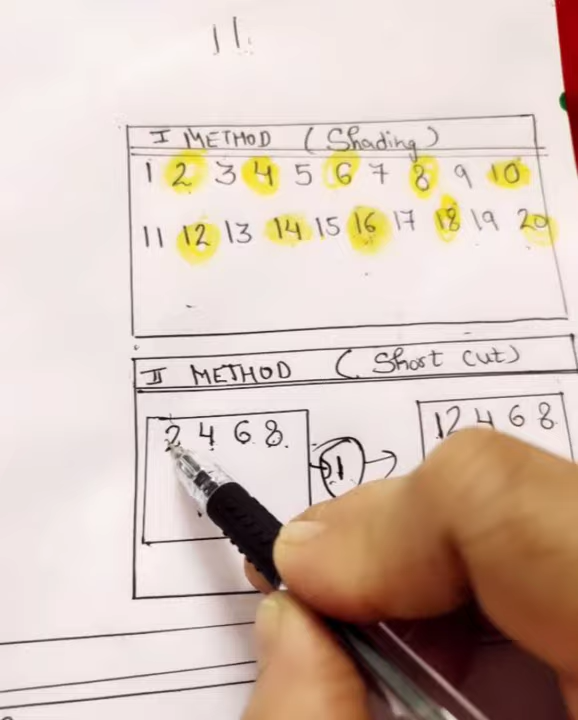 11
I METHOD (Shading)
1 2 3 4 5 6 7 8 9 10
11 12 13 14 15 16 17 18 19 20
II METHOD (Short cut)
2 4 6 8
1
12 4 6 8